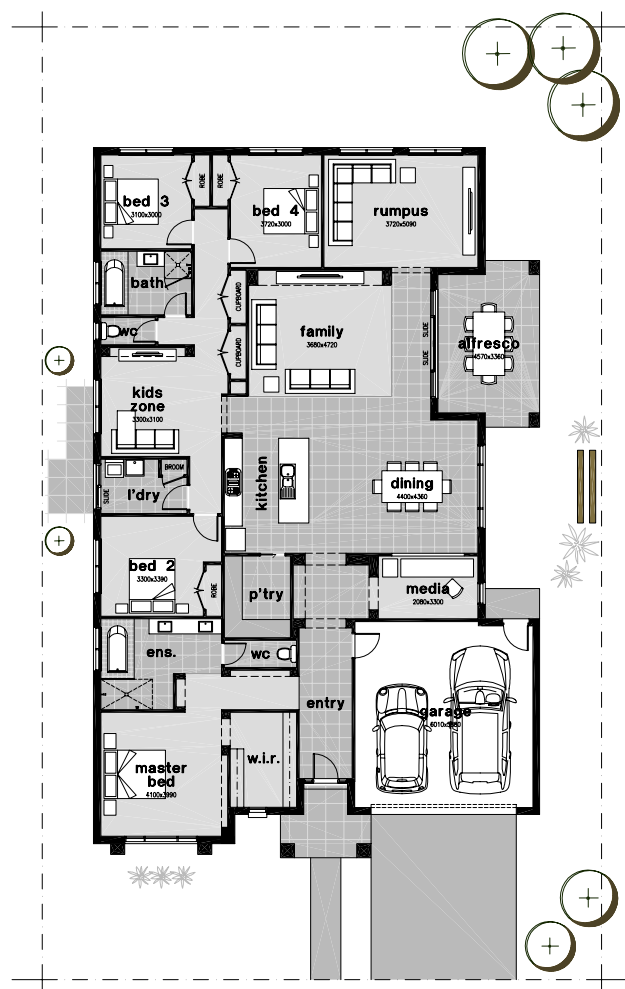 ROBE
ROBE
bed 3
3100x3000
bed 4
3720x3000
rumpus
3720x5090
bath
CUPBOARD
wc
family
3680x4720
CUPBOARD
SLIDE
SLIDE
alfresco
4570x3360
kids
zone
3300x3100
BROOM
SLIDE
l'dry
kitchen
dining
4400x4360
bed 2
3300x3390
ROBE
p'try
media
2080x3300
ens.
wc
entry
garage
master
bed
4100x3990
w.i.r.